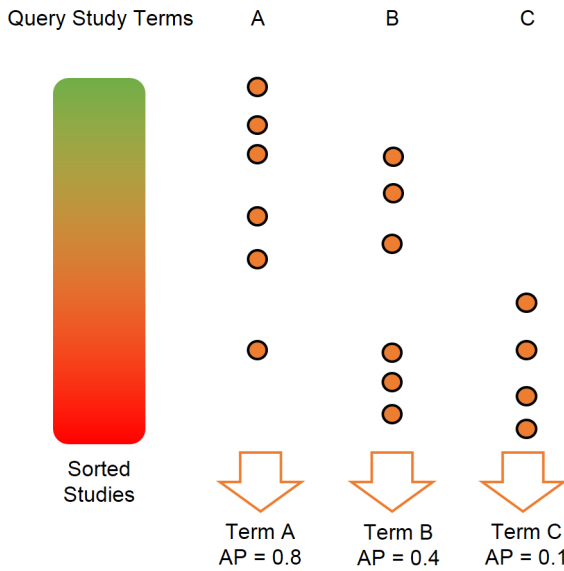 Query Study Terms A B C
Sorted
Studies
Term A
AP = 0.8
Term B
AP = 0.4
Term C
AP = 0.1